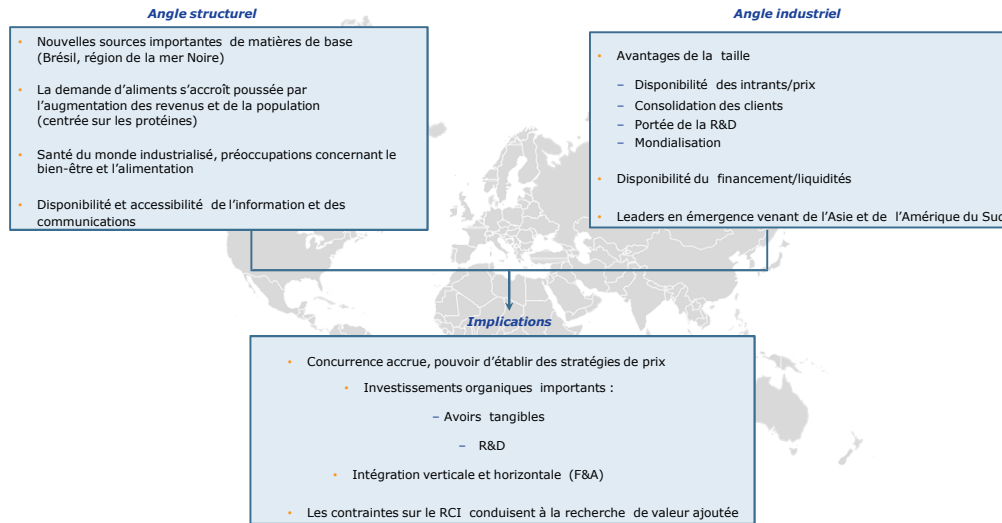 Angle structurel
• Nouvelles sources importantes de matières de base
(Brésil, région de la mer Noire)
• La demande d’aliments s’accroît poussée par
l’augmentation des revenus et de la population
(centrée sur les protéines)
• Santé du monde industrialisé, préoccupations concernant le
bien-être et l’alimentation
• Disponibilité et accessibilité de l’information et des
communications
Angle industriel
• Avantages de la taille
– Disponibilité des intrants/prix
– Consolidation des clients
– Portée de la R&D
– Mondialisation
• Disponibilité du financement/liquidités
• Leaders en émergence venant de l’Asie et de l’Amérique du Sud
Implications
• Concurrence accrue, pouvoir d’établir des stratégies de prix
• Investissements organiques importants :
– Avoirs tangibles
– R&D
• Intégration verticale et horizontale (F&A)
• Les contraintes sur le RCI conduisent à la recherche de valeur ajoutée